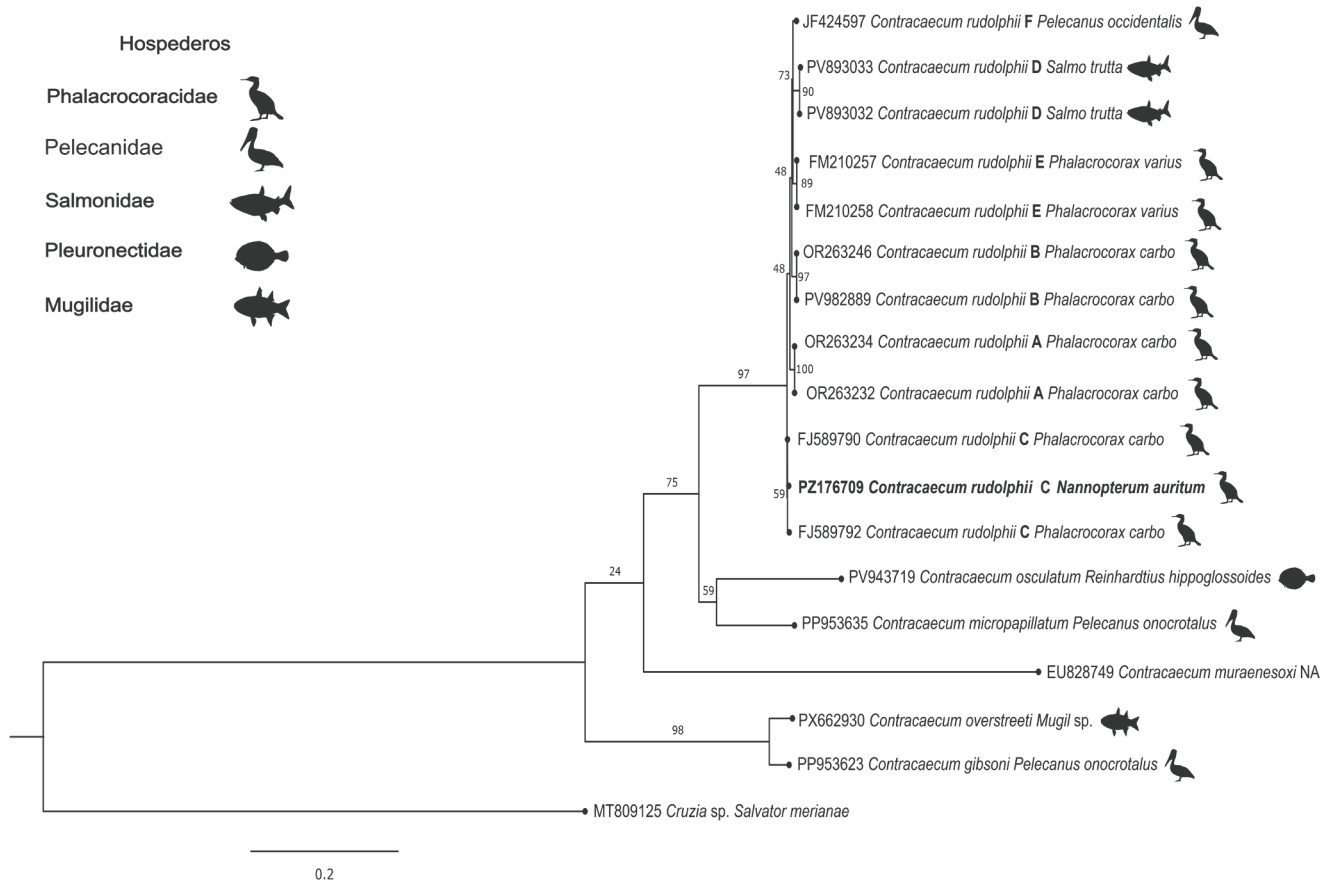 Hospederos
Phalacrocoracidae
Pelecanidae
Salmonidae
Pleuronectidae
Mugilidae
JF424597 Contracaecum rudolphii F Pelecanus occidentalis
73
PV893033 Contracaecum rudolphii D Salmo trutta
90
PV893032 Contracaecum rudolphii D Salmo trutta
48
FM210257 Contracaecum rudolphii E Phalacrocorax varius
89
FM210258 Contracaecum rudolphii E Phalacrocorax varius
48
OR263246 Contracaecum rudolphii B Phalacrocorax carbo
97
PV982889 Contracaecum rudolphii B Phalacrocorax carbo
OR263234 Contracaecum rudolphii A Phalacrocorax carbo
100
OR263232 Contracaecum rudolphii A Phalacrocorax carbo
97
FJ589790 Contracaecum rudolphii C Phalacrocorax carbo
75
PZ176709 Contracaecum rudolphii C Nannopterum auritum
59
FJ589792 Contracaecum rudolphii C Phalacrocorax carbo
24
PV943719 Contracaecum osculatum Reinhardtius hippoglossoides
59
PP953635 Contracaecum micropapillatum Pelecanus onocrotalus
EU828749 Contracaecum muraenesoxi NA
PX662930 Contracaecum overstreeti Mugil sp.
98
PP953623 Contracaecum gibsoni Pelecanus onocrotalus
MT809125 Cruzia sp. Salvator merianae
0.2